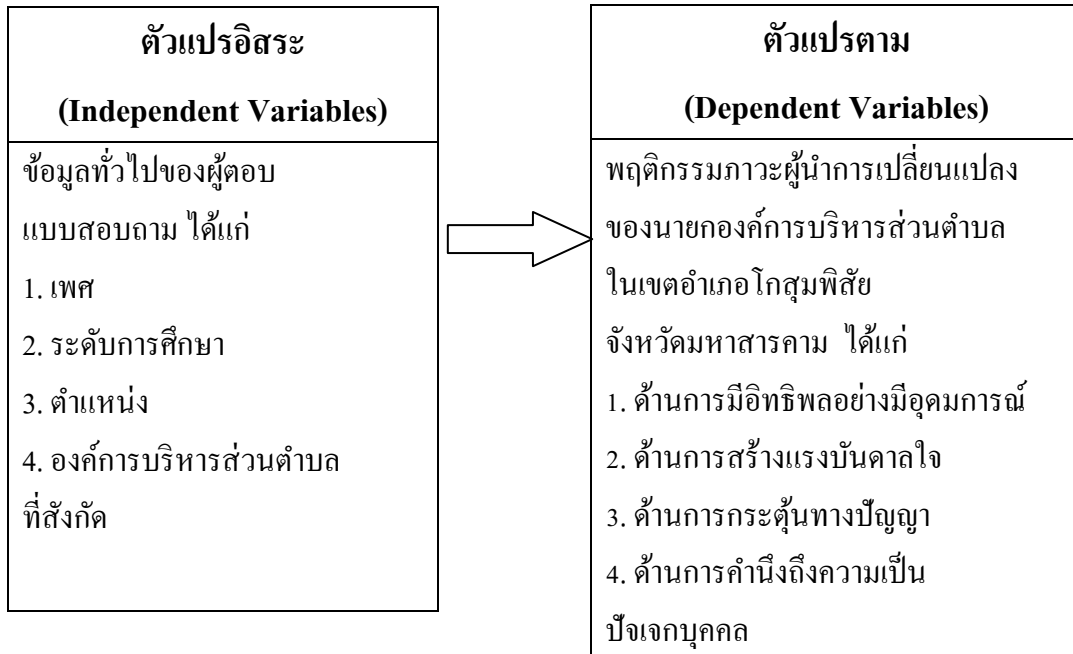 ตัวแปรอิสระ
(Independent Variables)
ข้อมูลทั่วไปของผู้ตอบ
แบบสอบถาม ได้แก่
1. เพศ
2. ระดับการศึกษา
3. ตำแหน่ง
4. องค์การบริหารส่วนตำบล
ที่สังกัด
ตัวแปรตาม
(Dependent Variables)
พฤติกรรมภาวะผู้นำการเปลี่ยนแปลง
ของนายกองค์การบริหารส่วนตำบล
ในเขตอำเภอโกสุมพิสัย
จังหวัดมหาสารคาม ได้แก่
1. ด้านการมีอิทธิพลอย่างมีอุดมการณ์
2. ด้านการสร้างแรงบันดาลใจ
3. ด้านการกระตุ้นทางปัญญา
4. ด้านการคำนึงถึงความเป็น
ปัจเจกบุคคล